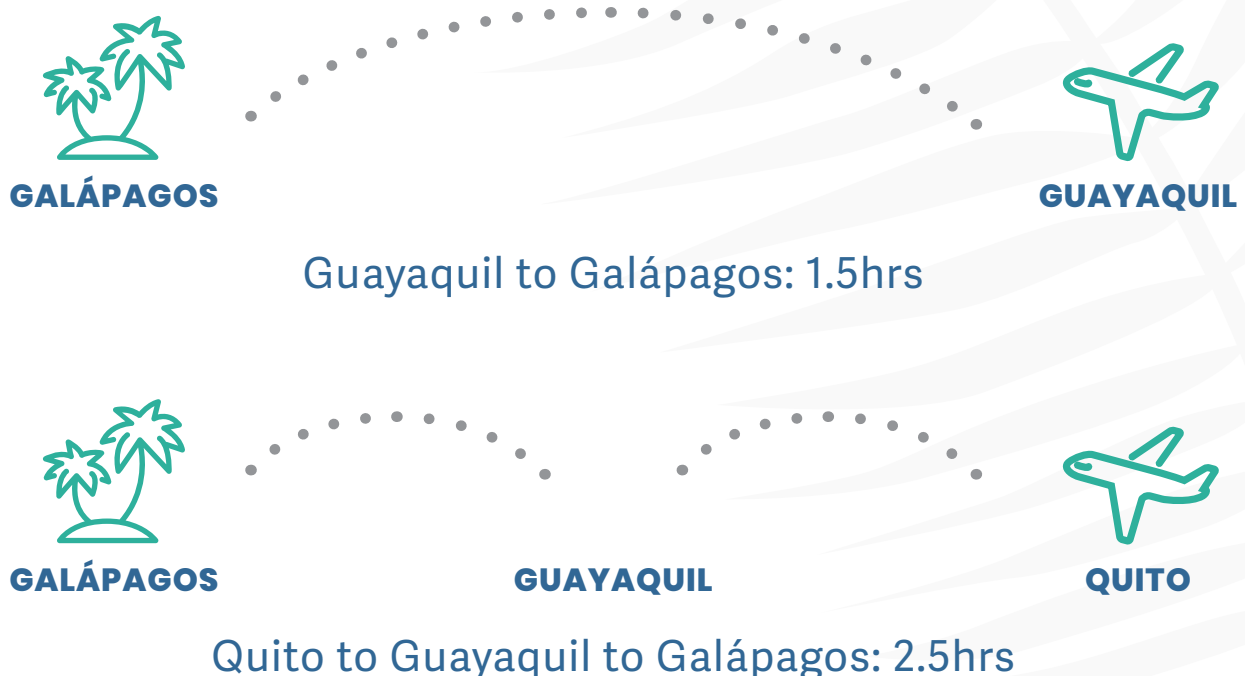 GALÁPAGOS
GUAYAQUIL
Guayaquil to Galápagos: 1.5hrs
GALÁPAGOS
GUAYAQUIL
QUITO
Quito to Guayaquil to Galápagos: 2.5hrs